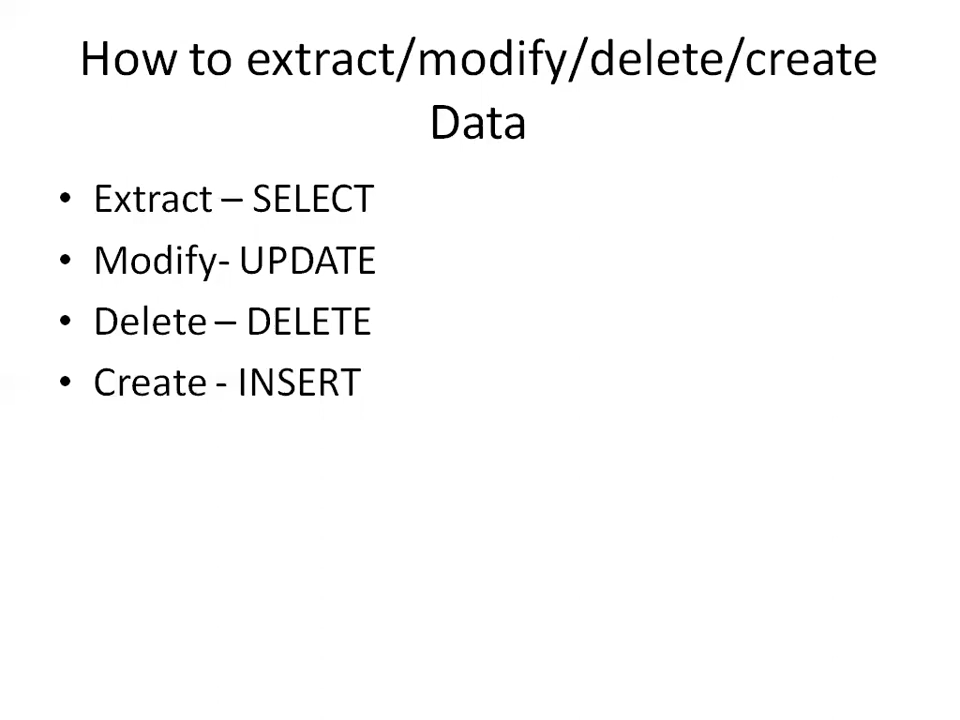 How to extract/modify/delete/create
Data
• Extract – SELECT
• Modify- UPDATE
• Delete – DELETE
• Create - INSERT